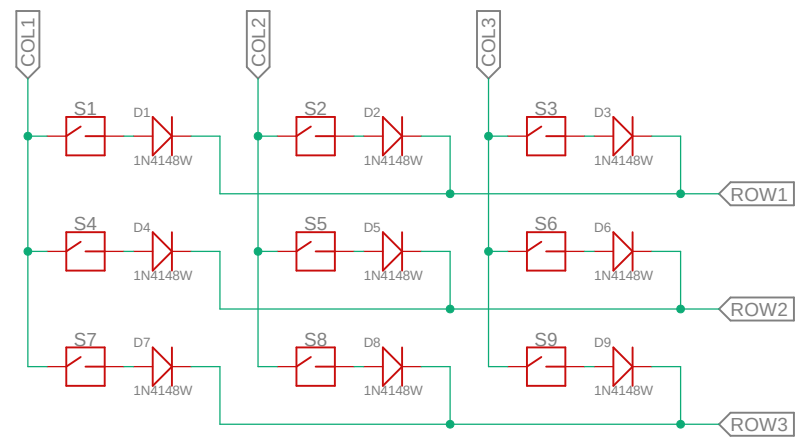 COL1
COL2
COL3
S1 D1 S2 D2 S3 D3
1N4148W 1N4148W 1N4148W
ROW1
S4 D4 S5 D5 S6 D6
1N4148W 1N4148W 1N4148W
ROW2
S7 D7 S8 D8 S9 D9
1N4148W 1N4148W 1N4148W
ROW3